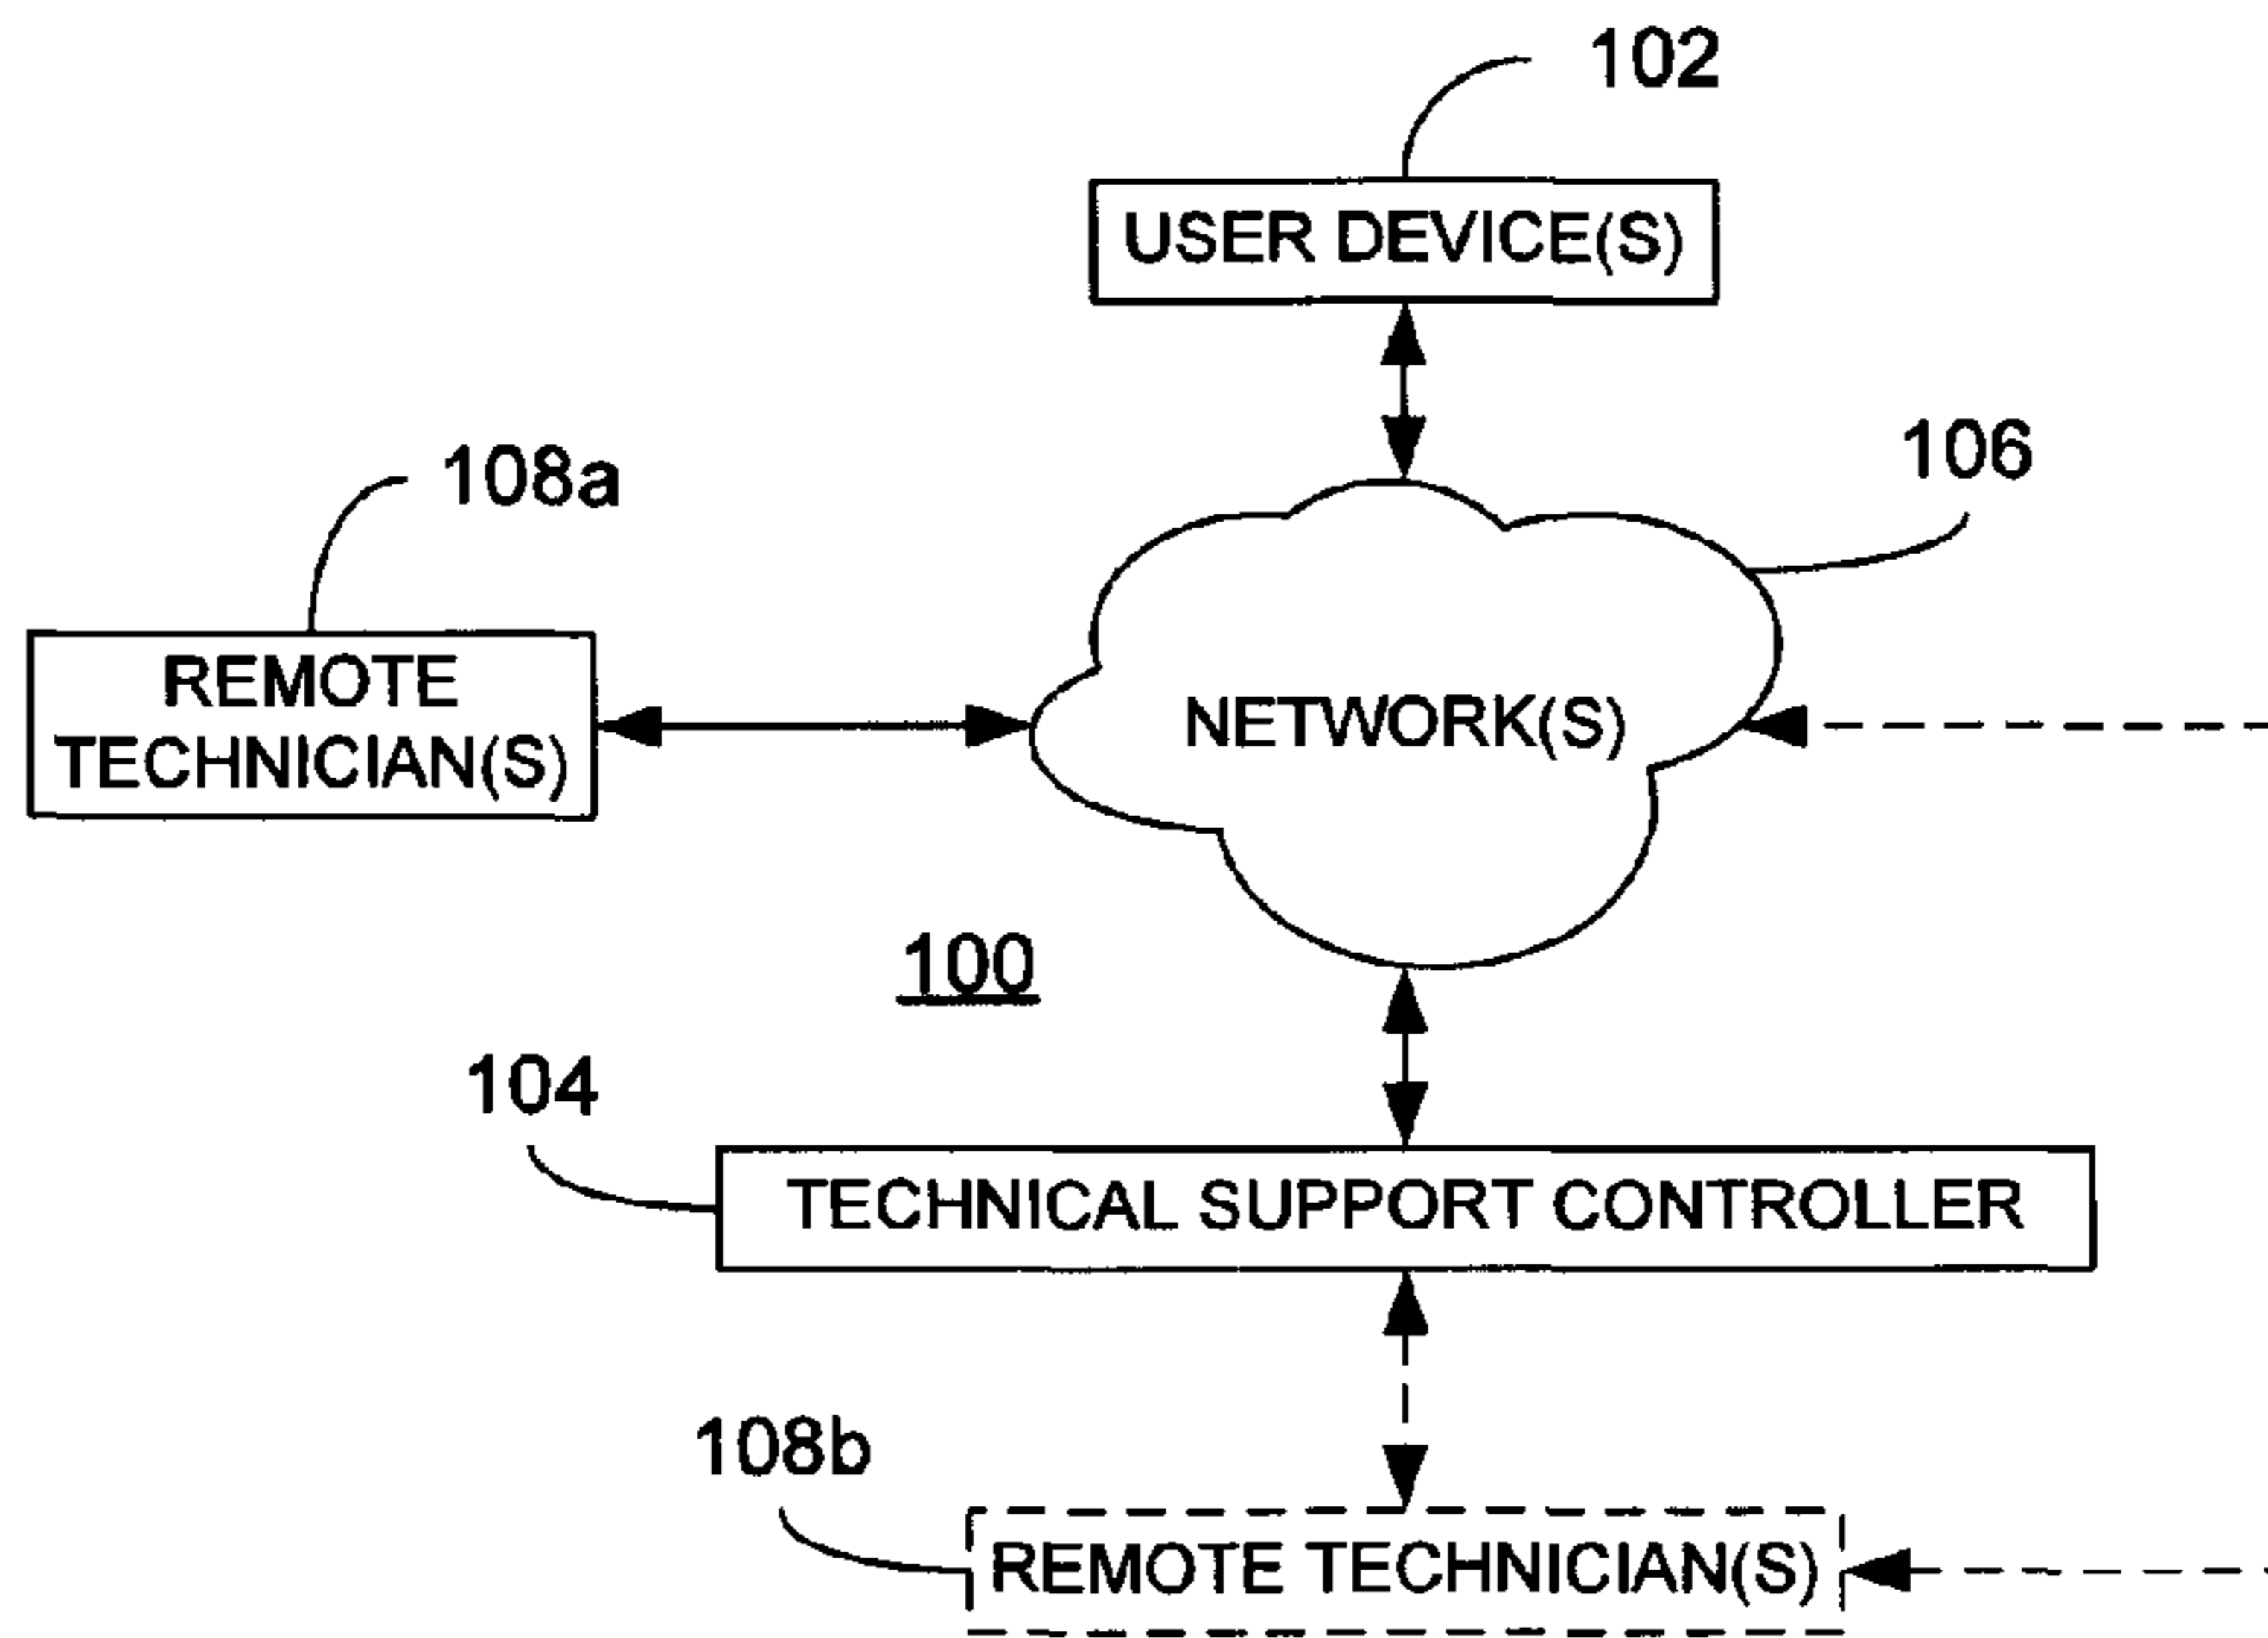 102
USER DEVICE(S)
106
108a
REMOTE
TECHNICIAN(S)
NETWORK(S)
100
104
TECHNICAL SUPPORT CONTROLLER
108b
REMOTE TECHNICIAN(S)